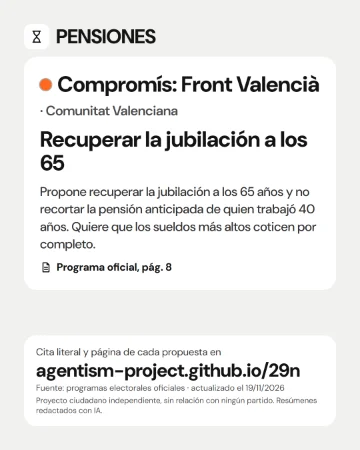 PENSIONES
Compromís: Front Valencià
· Comunitat Valenciana
Recuperar la jubilación a los
65
Propone recuperar la jubilación a los 65 años y no
recortar la pensión anticipada de quien trabajó 40
años. Quiere que los sueldos más altos coticen por
completo.
Programa oficial, pág. 8
Cita literal y página de cada propuesta en
agentism-project.github.io/29n
Fuente: programas electorales oficiales · actualizado el 19/11/2026
Proyecto ciudadano independiente, sin relación con ningún partido. Resúmenes
redactados con IA.